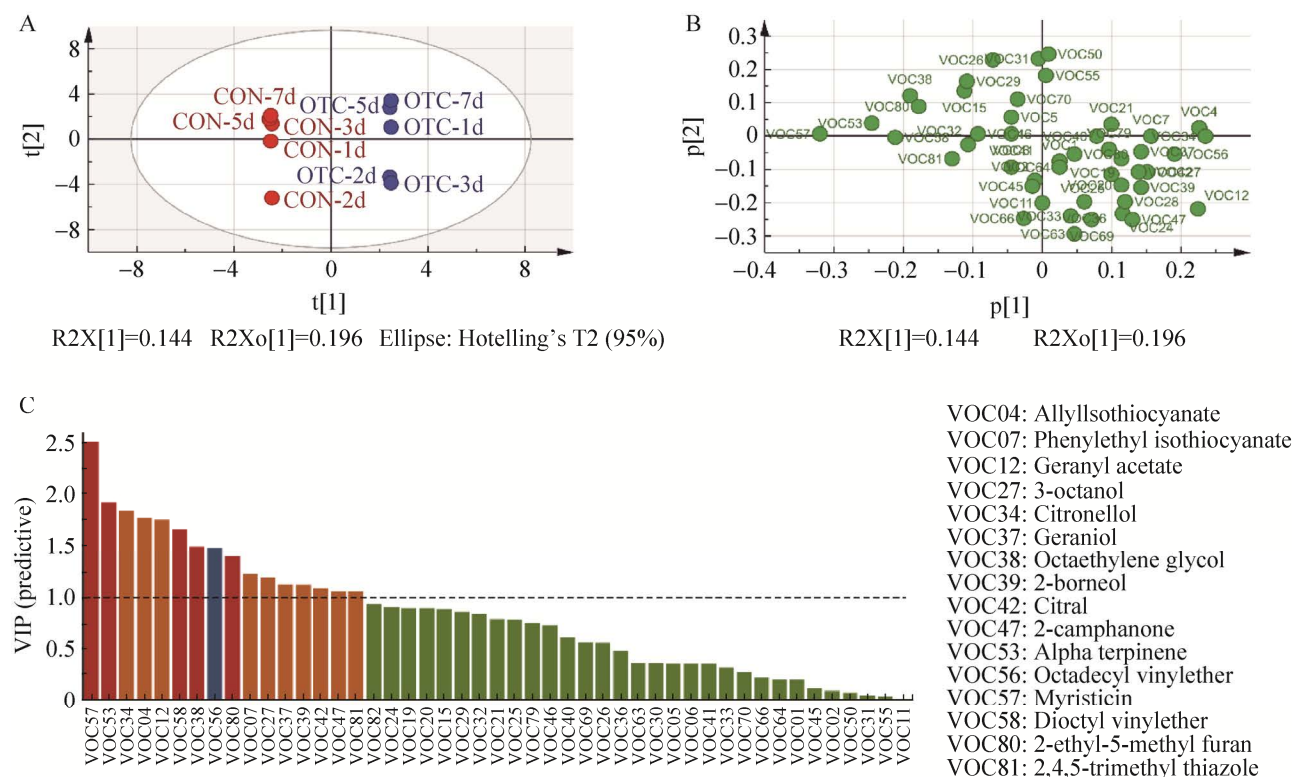 A
t[2]
8
4
0
−4
−8
CON-7d
OTC-5d
OTC-7d
CON-5d
CON-3d
OTC-1d
CON-1d
OTC-2d
OTC-3d
CON-2d
−8
−4
0
4
8
t[1]
R2X[1]=0.144 R2Xo[1]=0.196 Ellipse: Hotelling's T2 (95%)
B
p[2]
0.3
0.2
0.1
0
−0.1
−0.2
−0.3
VOC26
VOC31
VOC50
VOC38
VOC29
VOC55
VOC80
VOC15
VOC70
VOC21
VOC4
VOC53
VOC5
VOC7
VOC57
VOC32
VOC81
VOC56
VOC45
VOC19
VOC39
VOC12
VOC11
VOC20
VOC28
VOC66
VOC33
VOC47
VOC24
VOC63
VOC69
−0.4
−0.3
−0.2
−0.1
0
0.1
0.2
p[1]
R2X[1]=0.144 R2Xo[1]=0.196
C
VIP (predictive)
2.5
2.0
1.5
1.0
0.5
0
VOC57
VOC53
VOC34
VOC04
VOC12
VOC58
VOC38
VOC56
VOC80
VOC07
VOC27
VOC37
VOC39
VOC42
VOC47
VOC81
VOC82
VOC24
VOC19
VOC20
VOC15
VOC29
VOC32
VOC21
VOC25
VOC79
VOC46
VOC40
VOC69
VOC26
VOC36
VOC63
VOC30
VOC05
VOC06
VOC41
VOC33
VOC70
VOC66
VOC64
VOC01
VOC45
VOC02
VOC50
VOC31
VOC55
VOC11
VOC04: Allyllsothiocyanate
VOC07: Phenylethyl isothiocyanate
VOC12: Geranyl acetate
VOC27: 3-octanol
VOC34: Citronellol
VOC37: Geraniol
VOC38: Octaethylene glycol
VOC39: 2-borneol
VOC42: Citral
VOC47: 2-camphanone
VOC53: Alpha terpinene
VOC56: Octadecyl vinylether
VOC57: Myristicin
VOC58: Dioctyl vinylether
VOC80: 2-ethyl-5-methyl furan
VOC81: 2,4,5-trimethyl thiazole